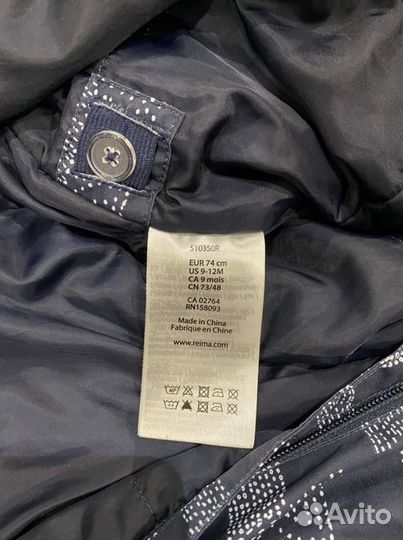 510350R
EUR 74 cm
US 9-12M
CA 9 mois
CN 73/48
CA 02764
RN158093
Made in China
Fabriqué en Chine
www.reima.com
Avito